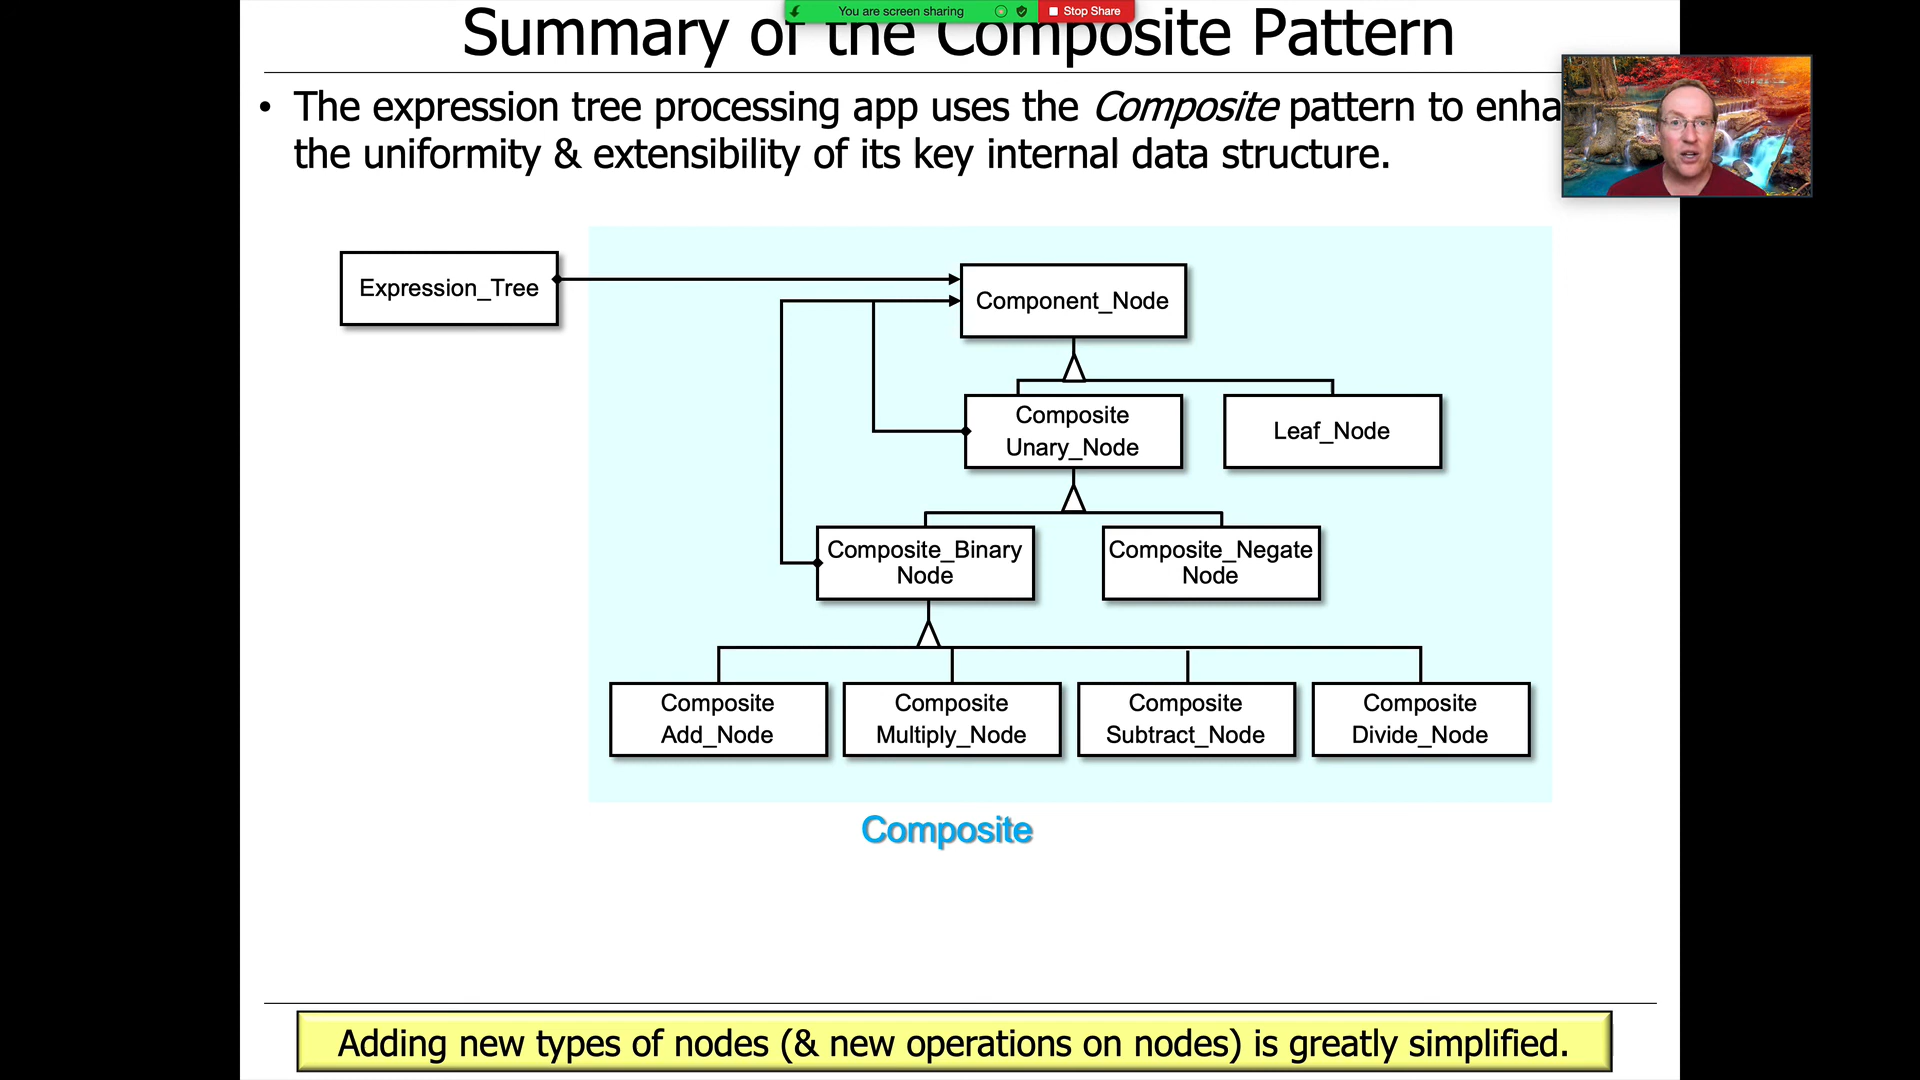 You are screen sharing
Stop Share
Summary of the Composite Pattern
• The expression tree processing app uses the Composite pattern to enha
the uniformity & extensibility of its key internal data structure.
Expression_Tree
Component_Node
Composite
Unary_Node
Leaf_Node
Composite_Binary
Node
Composite_Negate
Node
Composite
Add_Node
Composite
Multiply_Node
Composite
Subtract_Node
Composite
Divide_Node
Composite
Adding new types of nodes (& new operations on nodes) is greatly simplified.